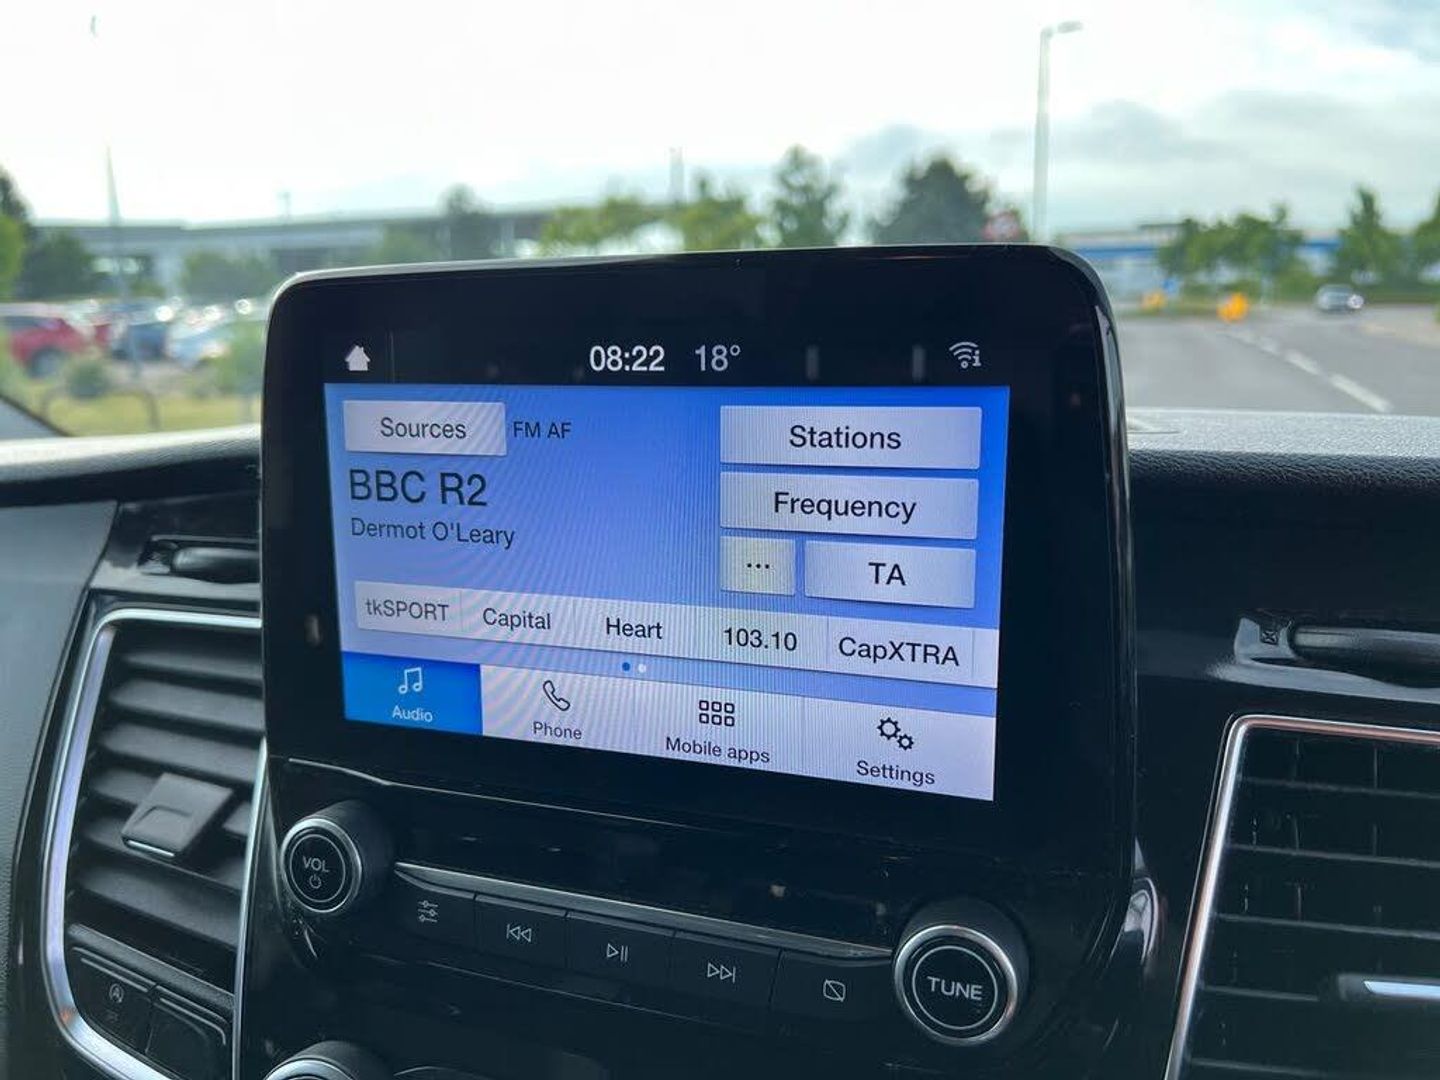 08:22 18°
Sources FM AF
BBC R2
Dermot O'Leary
Stations
Frequency
... TA
tkSPORT Capital Heart 103.10 CapXTRA
Audio Phone Mobile apps Settings
VOL
TUNE